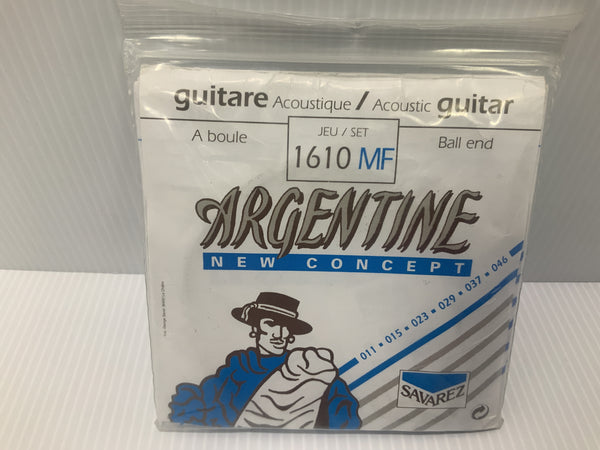 guitare Acoustique / Acoustic guitar
A boule
JEU / SET
1610 MF
Ball end
ARGENTINE
NEW CONCEPT
011 • 015 • 023 • 029 • 037 • 046
SAVAREZ